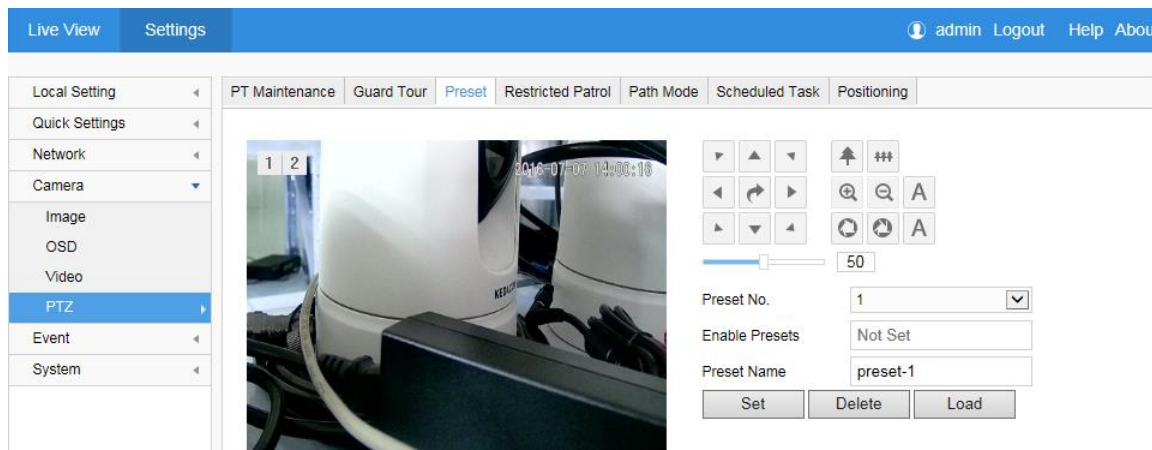 Live View Settings admin Logout Help Abou
Local Setting
Quick Settings
Network
Camera
Image
OSD
Video
PTZ
Event
System
PT Maintenance Guard Tour Preset Restricted Patrol Path Mode Scheduled Task Positioning
1 2
2016-07-07 14:00:16
A
A
50
Preset No. 1
Enable Presets Not Set
Preset Name preset-1
Set Delete Load